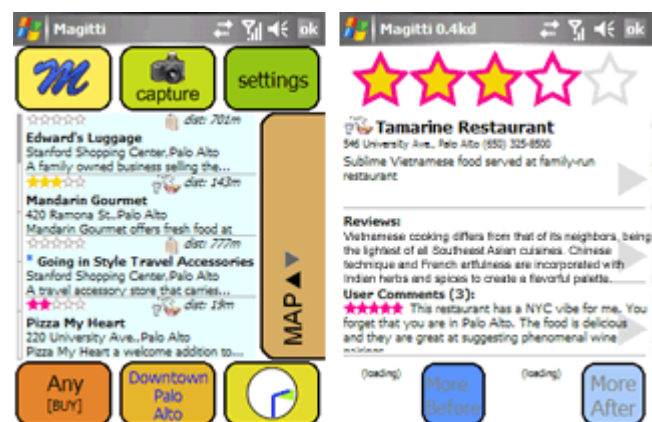 Magitti
ok
m
capture
settings
dist: 701m
Edward's Luggage
Stanford Shopping Center,Palo Alto
A family owned business selling the...
dist: 143m
Mandarin Gourmet
420 Ramona St.,Palo Alto
Mandarin Gourmet offers fresh food at
dist: 777m
Going in Style Travel Accessories
Stanford Shopping Center,Palo Alto
A travel accessory store that carries...
dist: 19m
Pizza My Heart
220 University Ave.,Palo Alto
Pizza My Heart a welcome addition to...
MAP
Any
[BUY]
Downtown
Palo
Alto
Magitti 0.4kd
ok
Tamarine Restaurant
546 University Ave., Palo Alto (650) 325-8500
Sublime Vietnamese food served at family-run
restaurant
Reviews:
Vietnamese cooking differs from that of its neighbors, being
the lightest of all Southeast Asian cuisines. Chinese
technique and French artfulness are incorporated with
Indian herbs and spices to create a flavorful palette.
User Comments (3):
This restaurant has a NYC vibe for me. You
forget that you are in Palo Alto. The food is delicious
and they are great at suggesting phenomenal wine
(loading)
More
Before
(loading)
More
After